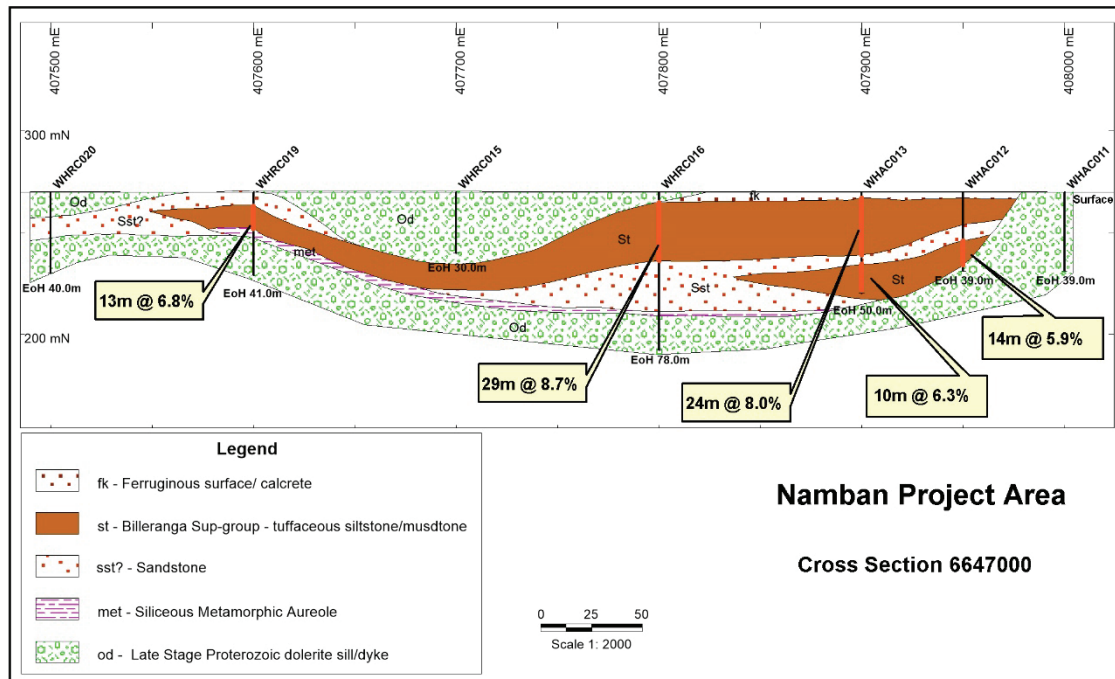 407500 mE
407600 mE
407700 mE
407800 mE
407900 mE
408000 mE
300 mN
WHRC020
WHRC019
WHRC015
WHRC016
WHAC013
WHAC012
WHAC011
Surface
fk
Od
Sst?
Od
St
met
Sst
St
Od
EoH 40.0m
EoH 41.0m
EoH 30.0m
EoH 78.0m
EoH 50.0m
EoH 39.0m
EoH 39.0m
200 mN
13m @ 6.8%
29m @ 8.7%
24m @ 8.0%
10m @ 6.3%
14m @ 5.9%
Legend
fk - Ferruginous surface/ calcrete
st - Billeranga Sup-group - tuffaceous siltstone/musdtone
sst? - Sandstone
met - Siliceous Metamorphic Aureole
od - Late Stage Proterozoic dolerite sill/dyke
0 25 50
Scale 1: 2000
Namban Project Area
Cross Section 6647000